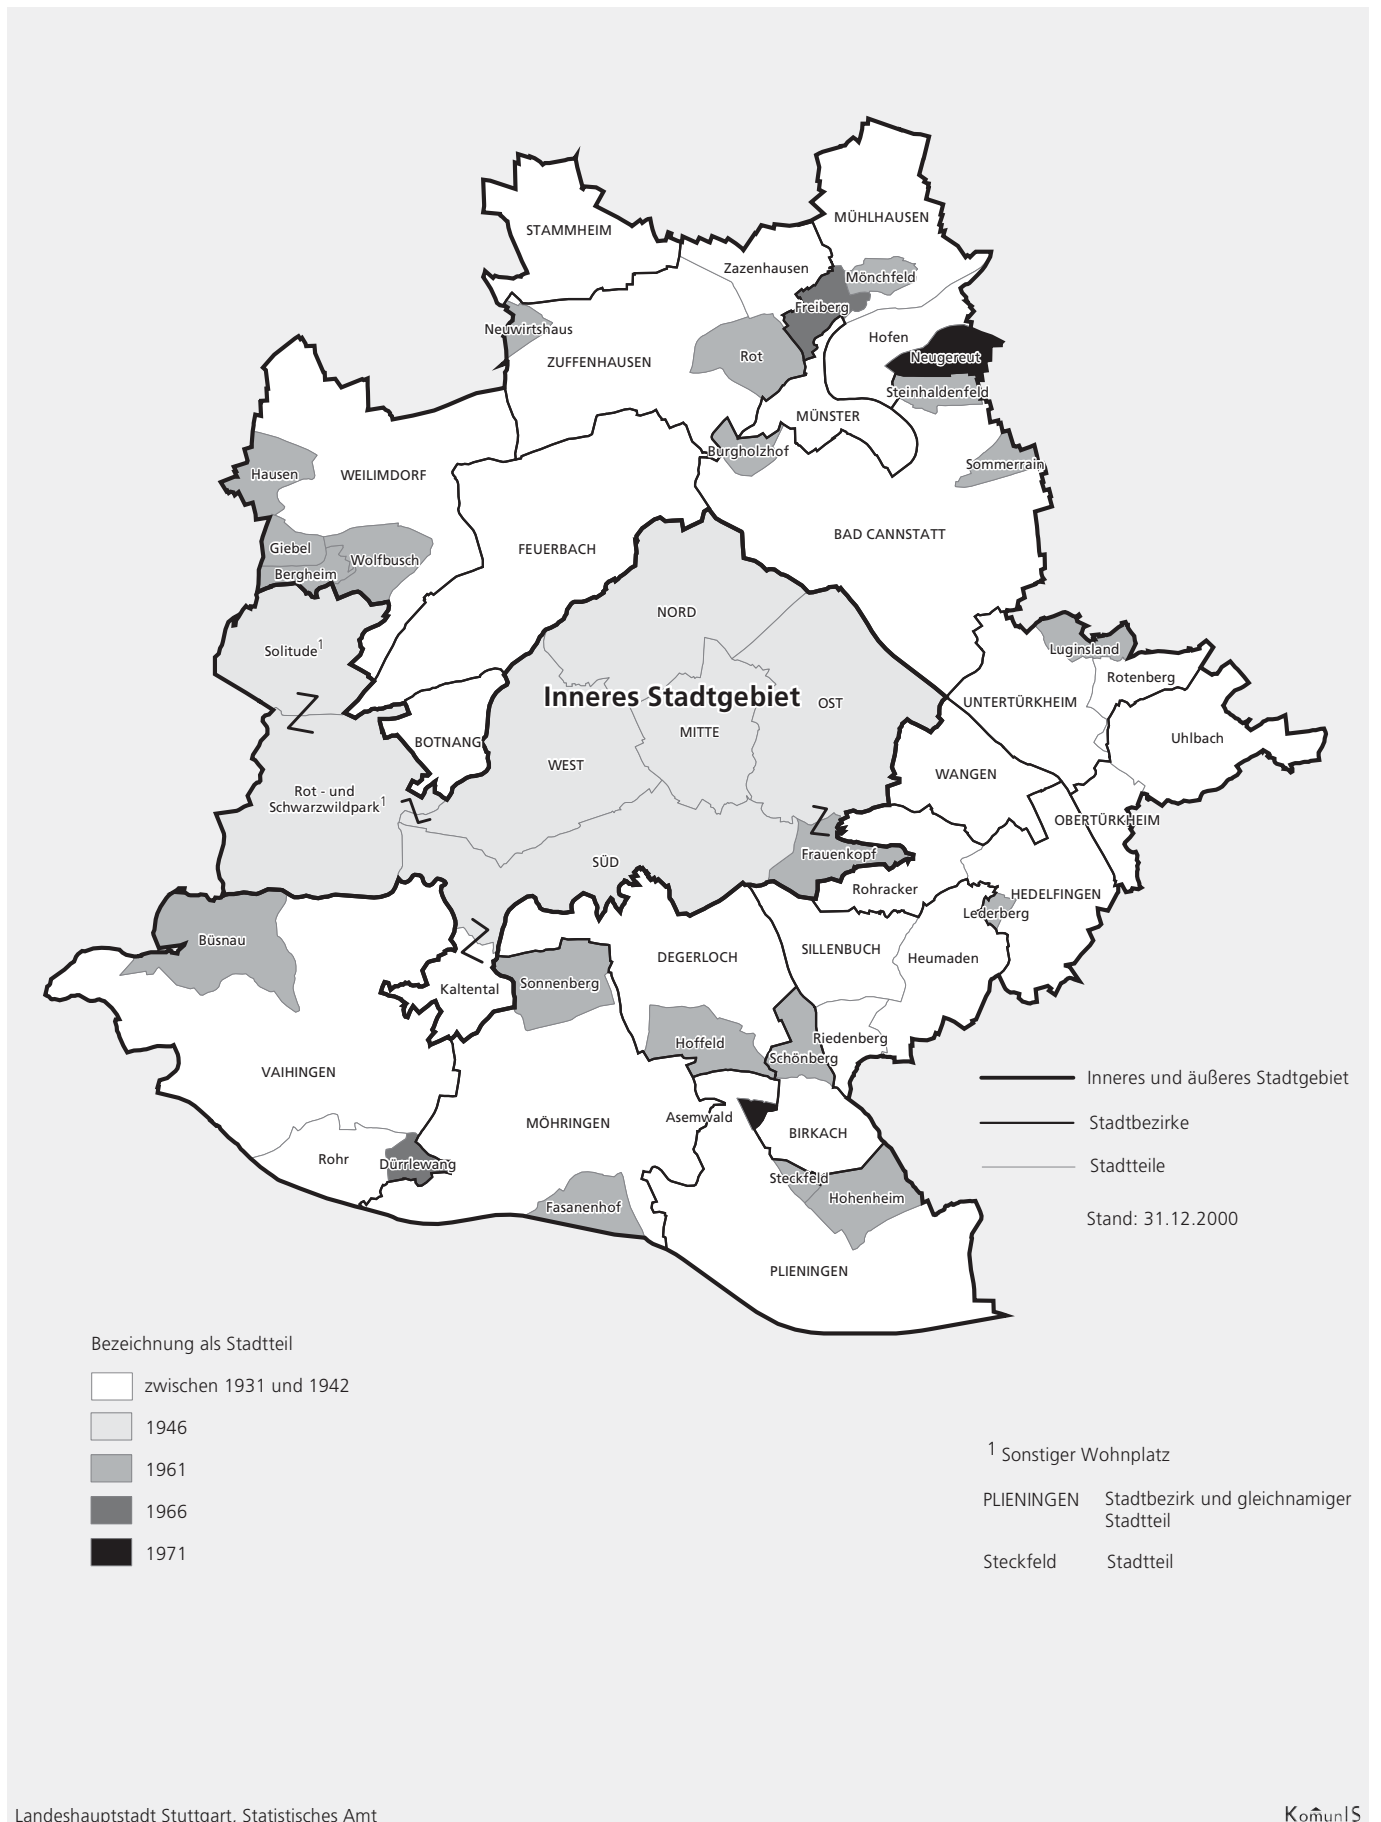 MÜHLHAUSEN
STAMMHEIM
Zazenhausen
Mönchfeld
Freiberg
Neuwirtshaus
Hofen
ZUFFENHAUSEN
Rot
Neugereut
Steinhaldenfeld
MÜNSTER
Burgholzhof
Sommerrain
Hausen
WEILIMDORF
BAD CANNSTATT
Giebel
FEUERBACH
Wolfbusch
Bergheim
NORD
Solitude1
Luginsland
Rotenberg
Inneres Stadtgebiet
OST
UNTERTÜRKHEIM
MITTE
Uhlbach
BOTNANG
WEST
WANGEN
Rot - und
Schwarzwildpark1
OBERTÜRKHEIM
Frauenkopf
SÜD
Rohracker
HEDELFINGEN
Lederberg
Büsnau
SILLENBUCH
DEGERLOCH
Heumaden
Sonnenberg
Kaltental
Riedenberg
Hoffeld
Schönberg
VAIHINGEN
Asemwald
MÖHRINGEN
BIRKACH
Rohr
Dürrlewang
Steckfeld
Hohenheim
Fasanenhof
PLIENINGEN
Inneres und äußeres Stadtgebiet
Stadtbezirke
Stadtteile
Stand: 31.12.2000
Bezeichnung als Stadtteil
zwischen 1931 und 1942
1946
1961
1966
1971
1 Sonstiger Wohnplatz
PLIENINGEN Stadtbezirk und gleichnamiger
Stadtteil
Steckfeld Stadtteil
Landeshauptstadt Stuttgart, Statistisches Amt
KomunIS